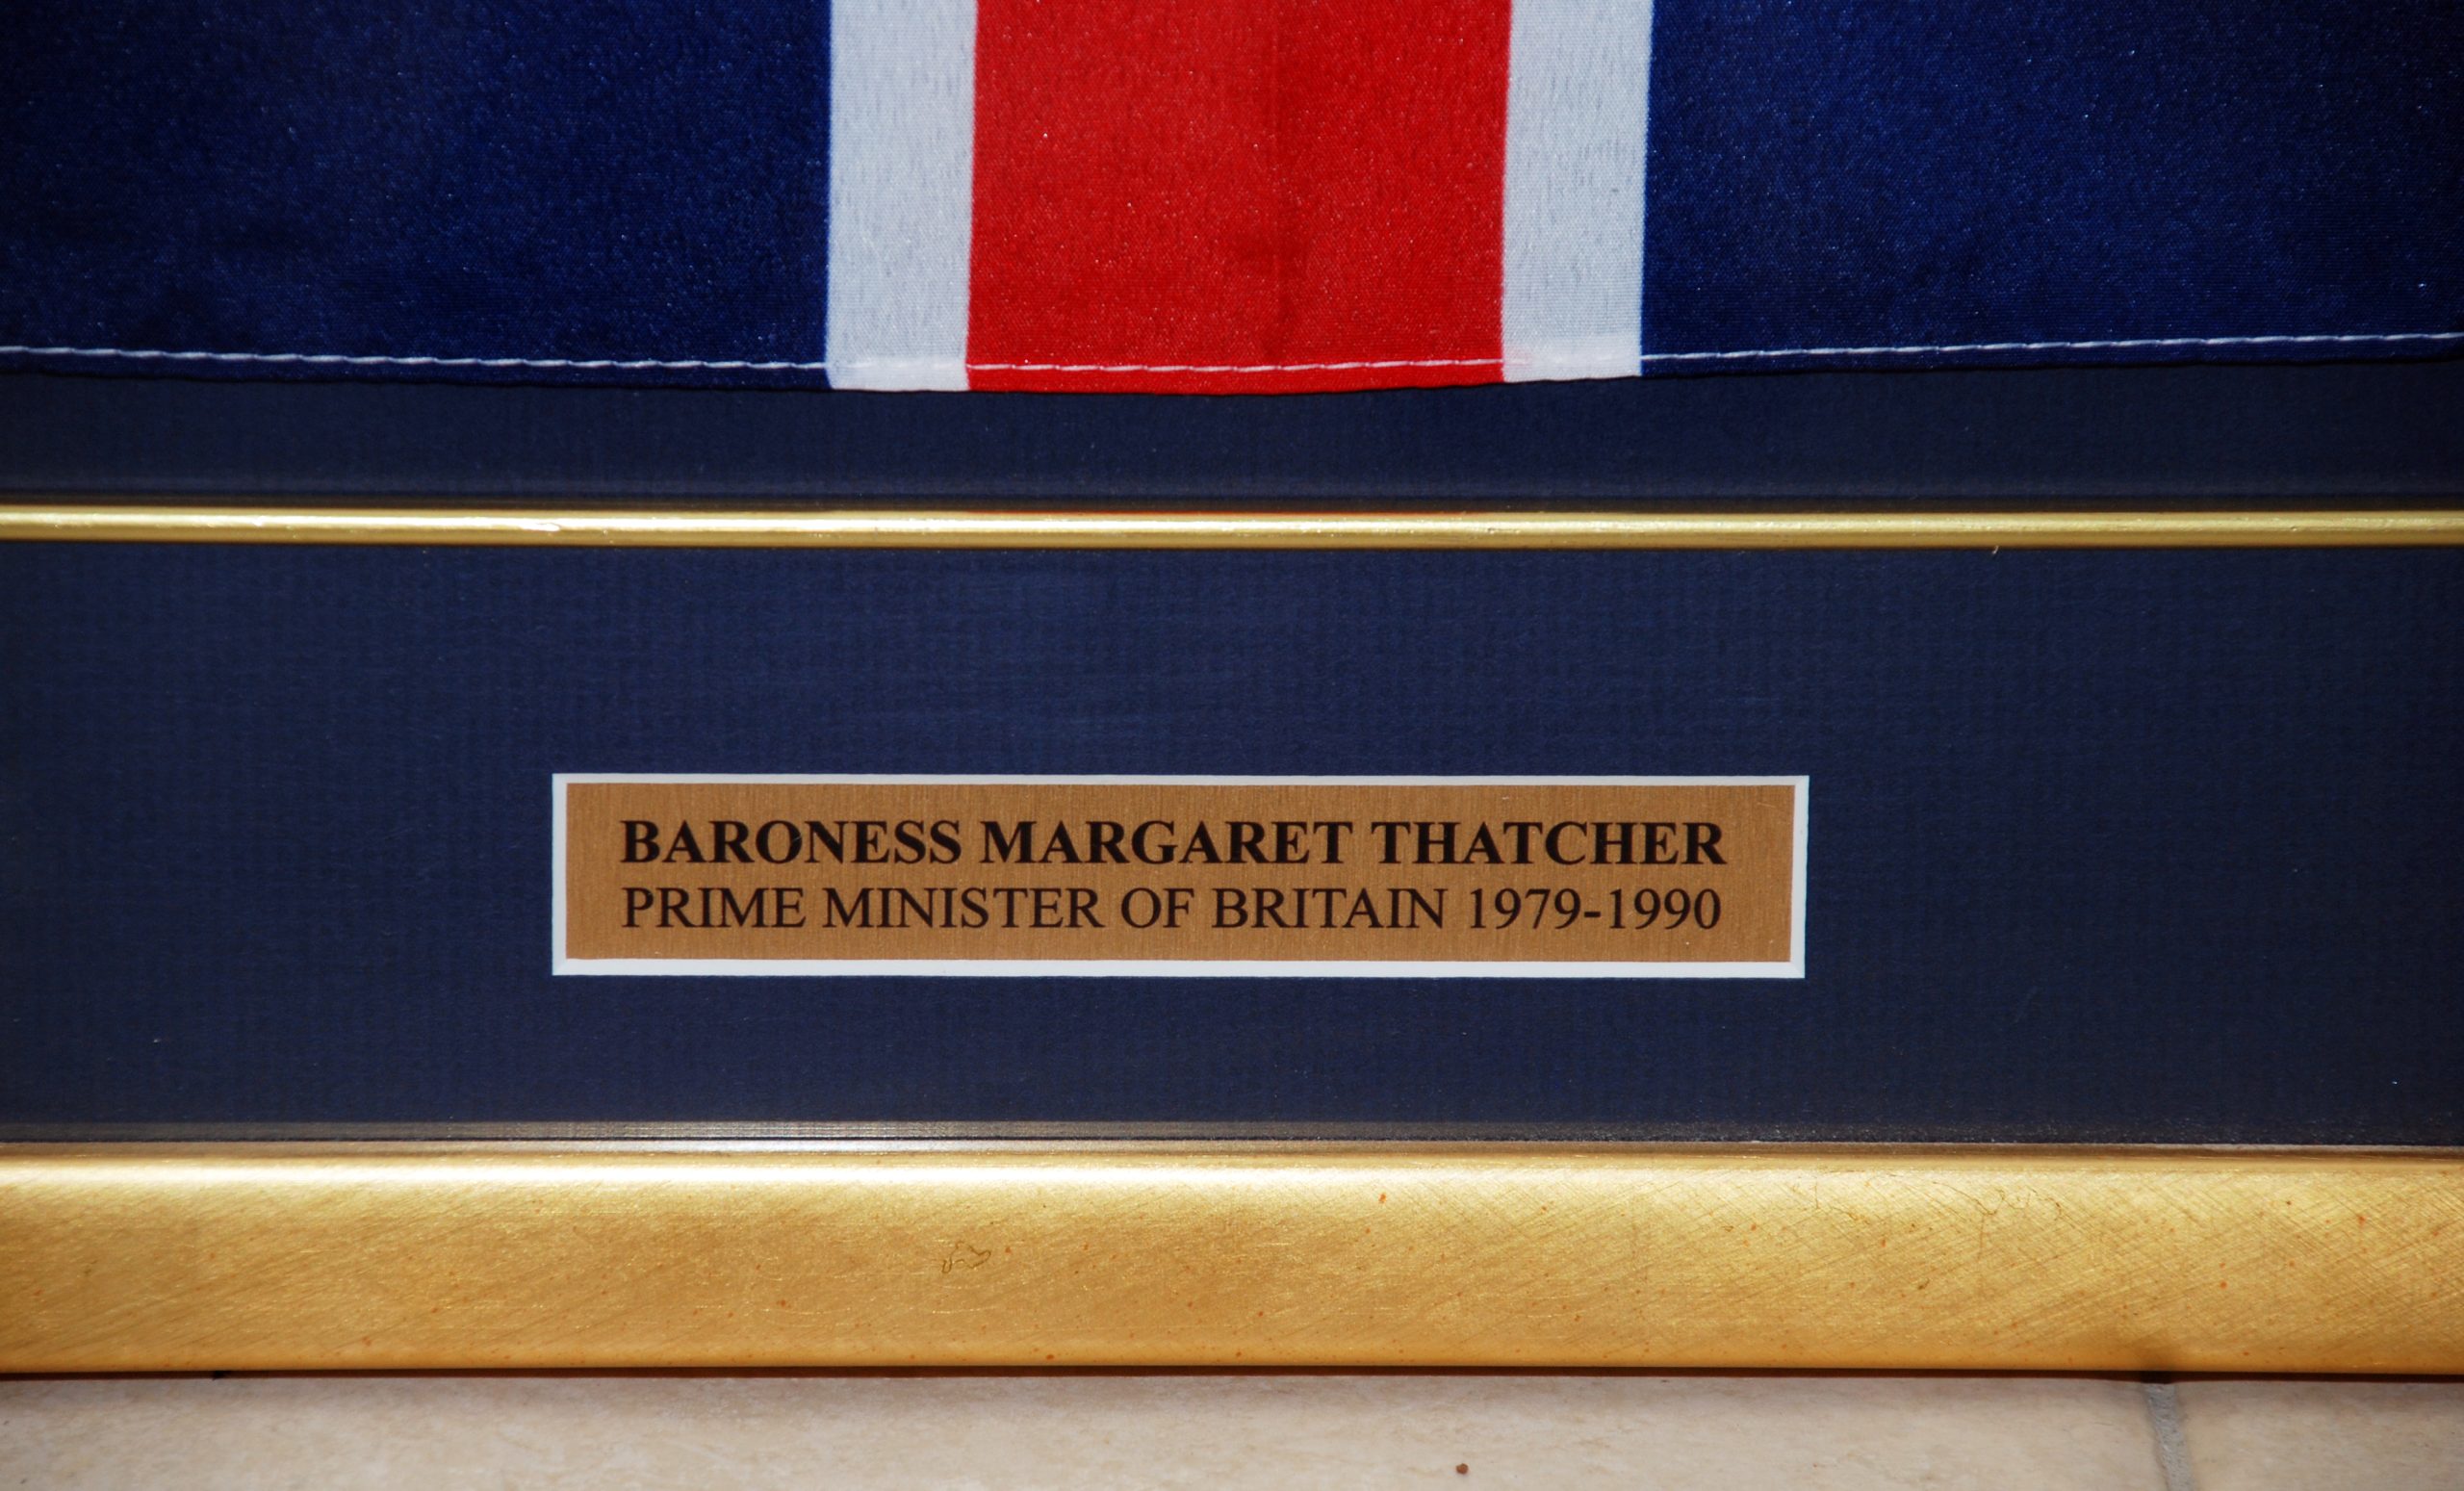 BARONESS MARGARET THATCHER
PRIME MINISTER OF BRITAIN 1979-1990